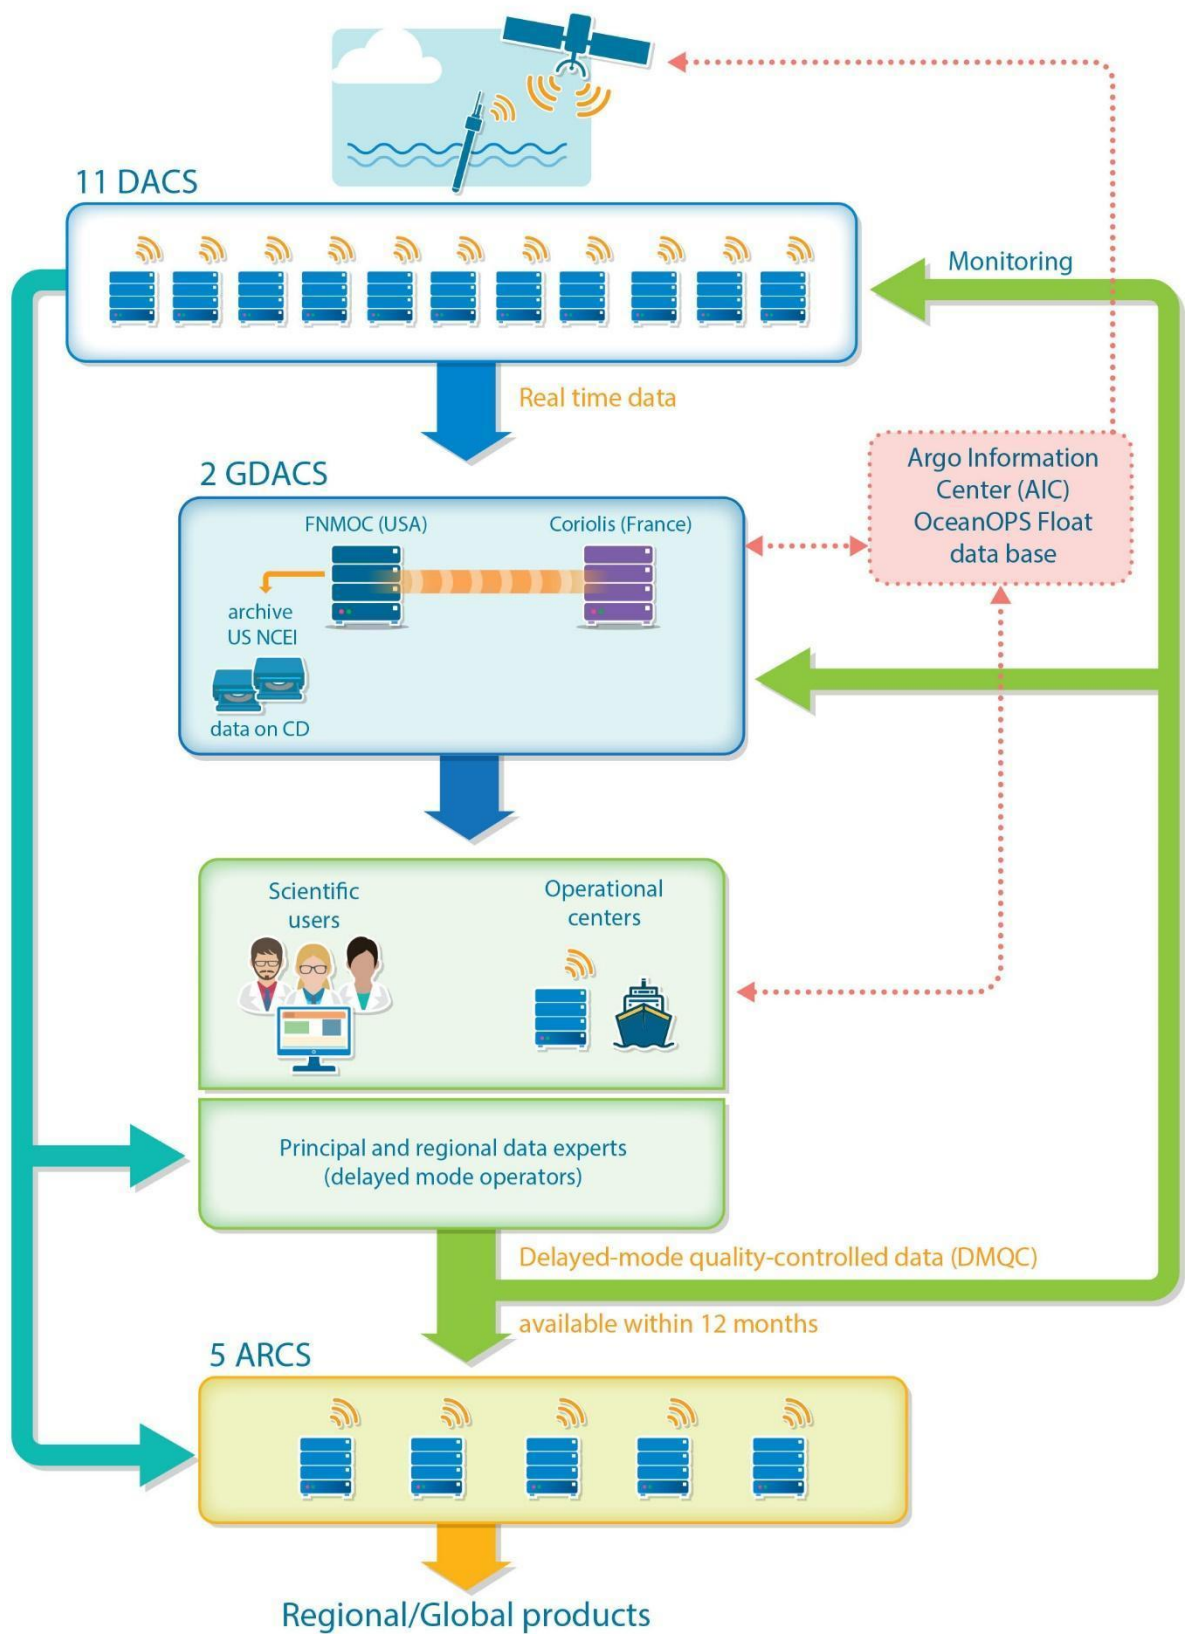 11 DACS
Monitoring
Real time data
Argo Information
Center (AIC)
OceanOPS Float
data base
2 GDACS
FNMOC (USA)
Coriolis (France)
archive
US NCEI
data on CD
Scientific
users
Operational
centers
Principal and regional data experts
(delayed mode operators)
Delayed-mode quality-controlled data (DMQC)
available within 12 months
5 ARCS
Regional/Global products